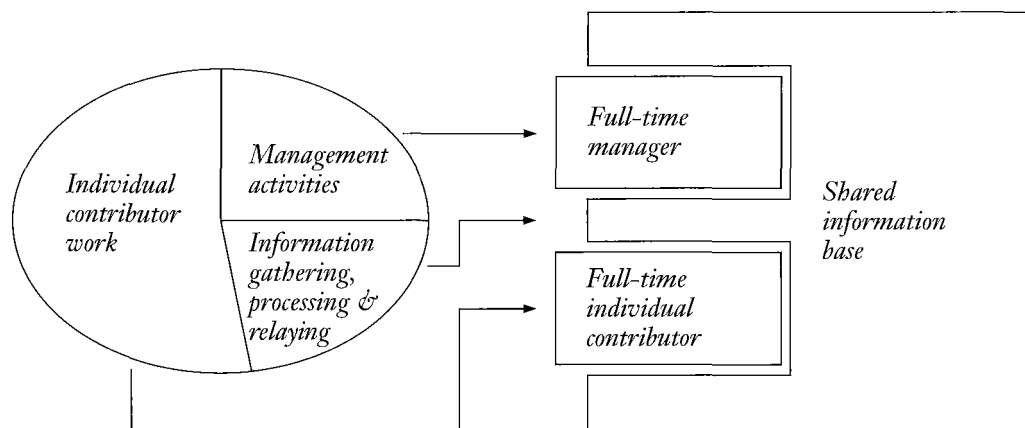 Individual
contributor
work
Management
activities
Information
gathering,
processing &
relaying
Full-time
manager
Full-time
individual
contributor
Shared
information
base